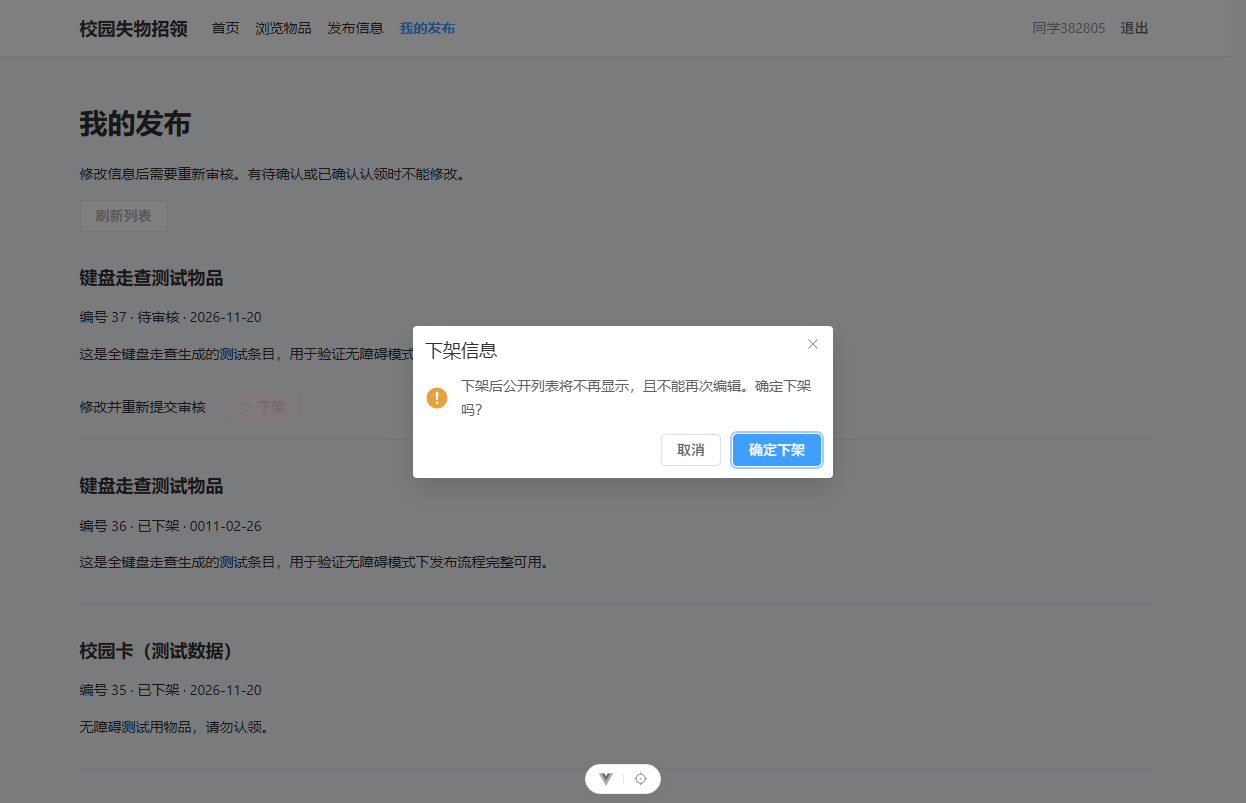 校园失物招领 首页 浏览物品 发布信息 我的发布 同学382805 退出
我的发布
修改信息后需要重新审核。有待确认或已确认认领时不能修改。
刷新列表
键盘走查测试物品
编号 37 · 待审核 · 2026-11-20
这是全键盘走查生成的测试条目，用于验证无障碍模式
修改并重新提交审核 下架
下架信息
下架后公开列表将不再显示，且不能再次编辑。确定下架
吗？
取消 确定下架
键盘走查测试物品
编号 36 · 已下架 · 0011-02-26
这是全键盘走查生成的测试条目，用于验证无障碍模式下发布流程完整可用。
校园卡（测试数据）
编号 35 · 已下架 · 2026-11-20
无障碍测试用物品，请勿认领。